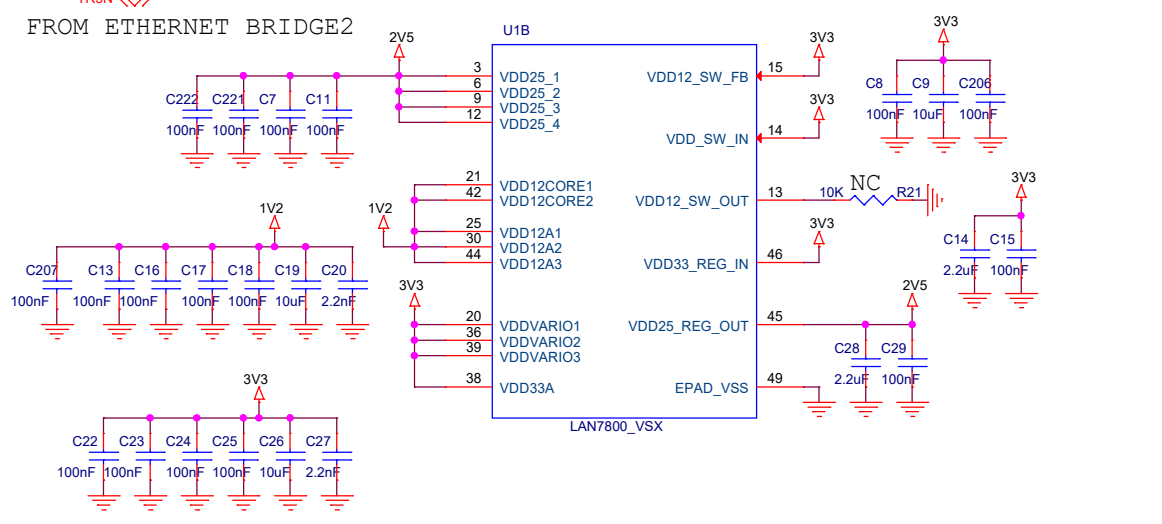 FROM ETHERNET BRIDGE2
U1B
2V5
3V3
3V3
C222 C221 C7 C11
100nF 100nF 100nF 100nF
3 VDD25_1
6 VDD25_2
9 VDD25_3
12 VDD25_4
VDD12_SW_FB 15
3V3
VDD_SW_IN 14
C8 C9 C206
100nF 10uF 100nF
21 VDD12CORE1
42 VDD12CORE2
VDD12_SW_OUT 13
10K NC R21
3V3
1V2
1V2
25 VDD12A1
30 VDD12A2
44 VDD12A3
3V3
VDD33_REG_IN 46
C14 C15
2.2uF 100nF
C207 C13 C16 C17 C18 C19 C20
100nF 100nF 100nF 100nF 100nF 10uF 2.2nF
3V3
2V5
20 VDDVARIO1
36 VDDVARIO2
39 VDDVARIO3
38 VDD33A
VDD25_REG_OUT 45
C28 C29
2.2uF 100nF
EPAD_VSS 49
3V3
LAN7800_VSX
C22 C23 C24 C25 C26 C27
100nF 100nF 100nF 100nF 10uF 2.2nF